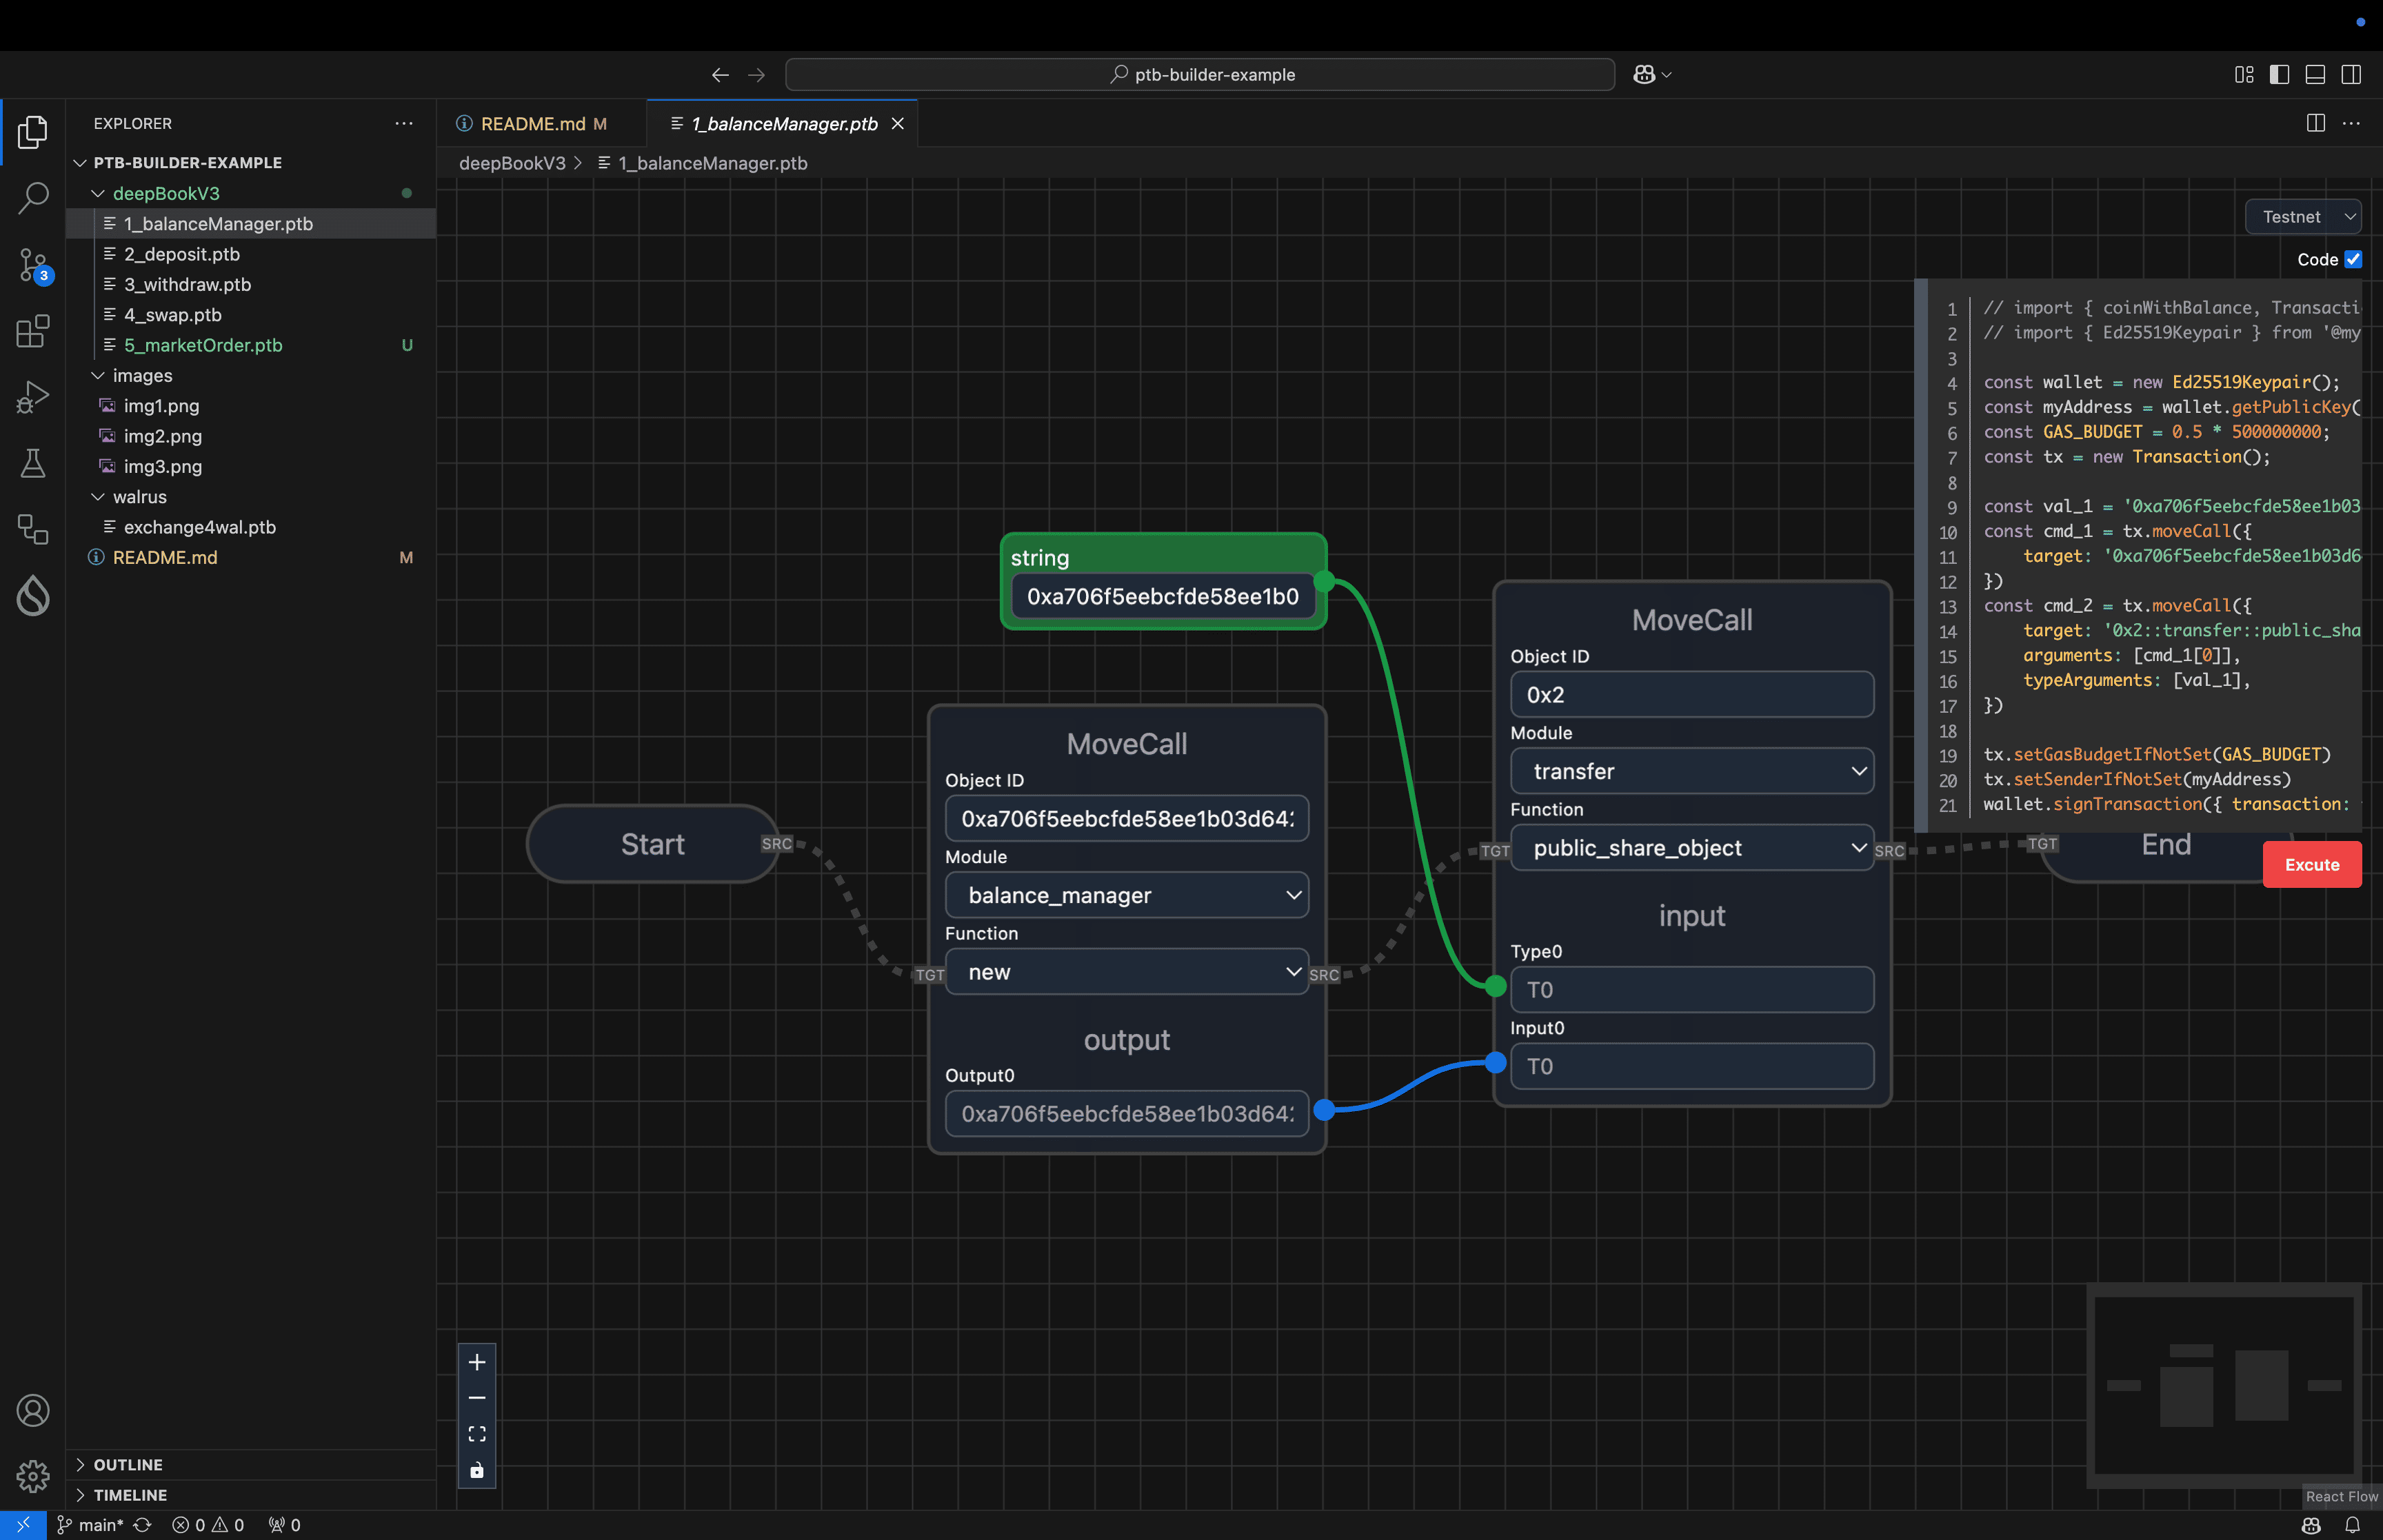 ptb-builder-example
EXPLORER
PTB-BUILDER-EXAMPLE
deepBookV3
1_balanceManager.ptb
2_deposit.ptb
3_withdraw.ptb
4_swap.ptb
5_marketOrder.ptb U
images
img1.png
img2.png
img3.png
walrus
exchange4wal.ptb
README.md M
OUTLINE
TIMELINE
3
README.md M
1_balanceManager.ptb
deepBookV3 > 1_balanceManager.ptb
Testnet
Code
1 // import { coinWithBalance, Transacti
2 // import { Ed25519Keypair } from '@my
3
4 const wallet = new Ed25519Keypair();
5 const myAddress = wallet.getPublicKey(
6 const GAS_BUDGET = 0.5 * 500000000;
7 const tx = new Transaction();
8
9 const val_1 = '0xa706f5eebcfde58ee1b03
10 const cmd_1 = tx.moveCall({
11 target: '0xa706f5eebcfde58ee1b03d6
12 })
13 const cmd_2 = tx.moveCall({
14 target: '0x2::transfer::public_sha
15 arguments: [cmd_1[0]],
16 typeArguments: [val_1],
17 })
18
19 tx.setGasBudgetIfNotSet(GAS_BUDGET)
20 tx.setSenderIfNotSet(myAddress)
21 wallet.signTransaction({ transaction:
string
0xa706f5eebcfde58ee1b0
Start
SRC
TGT
MoveCall
Object ID
0xa706f5eebcfde58ee1b03d642
Module
balance_manager
Function
new
SRC
output
Output0
0xa706f5eebcfde58ee1b03d642
MoveCall
Object ID
0x2
Module
transfer
Function
TGT
public_share_object
SRC
input
Type0
T0
Input0
T0
TGT
End
Excute
React Flow
main*
0
0
0